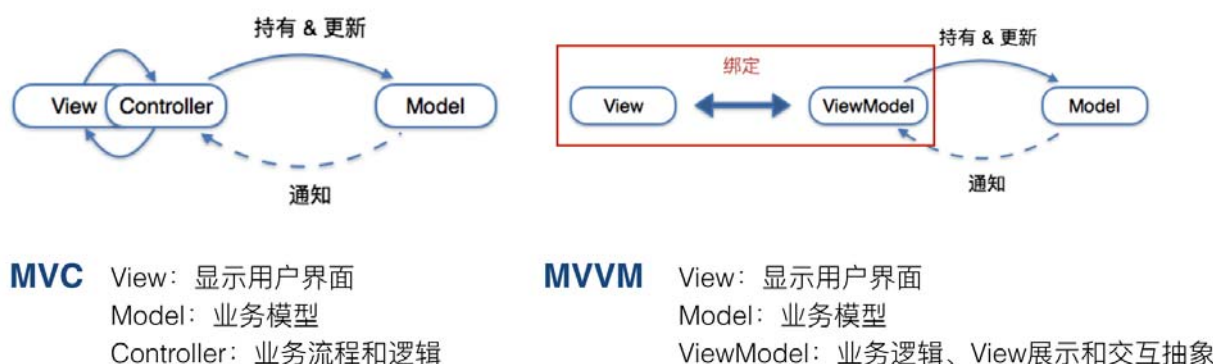 持有 & 更新
View
Controller
Model
通知
持有 & 更新
绑定
View
ViewModel
Model
通知
MVC View：显示用户界面
Model：业务模型
Controller：业务流程和逻辑
MVVM View：显示用户界面
Model：业务模型
ViewModel：业务逻辑、View展示和交互抽象